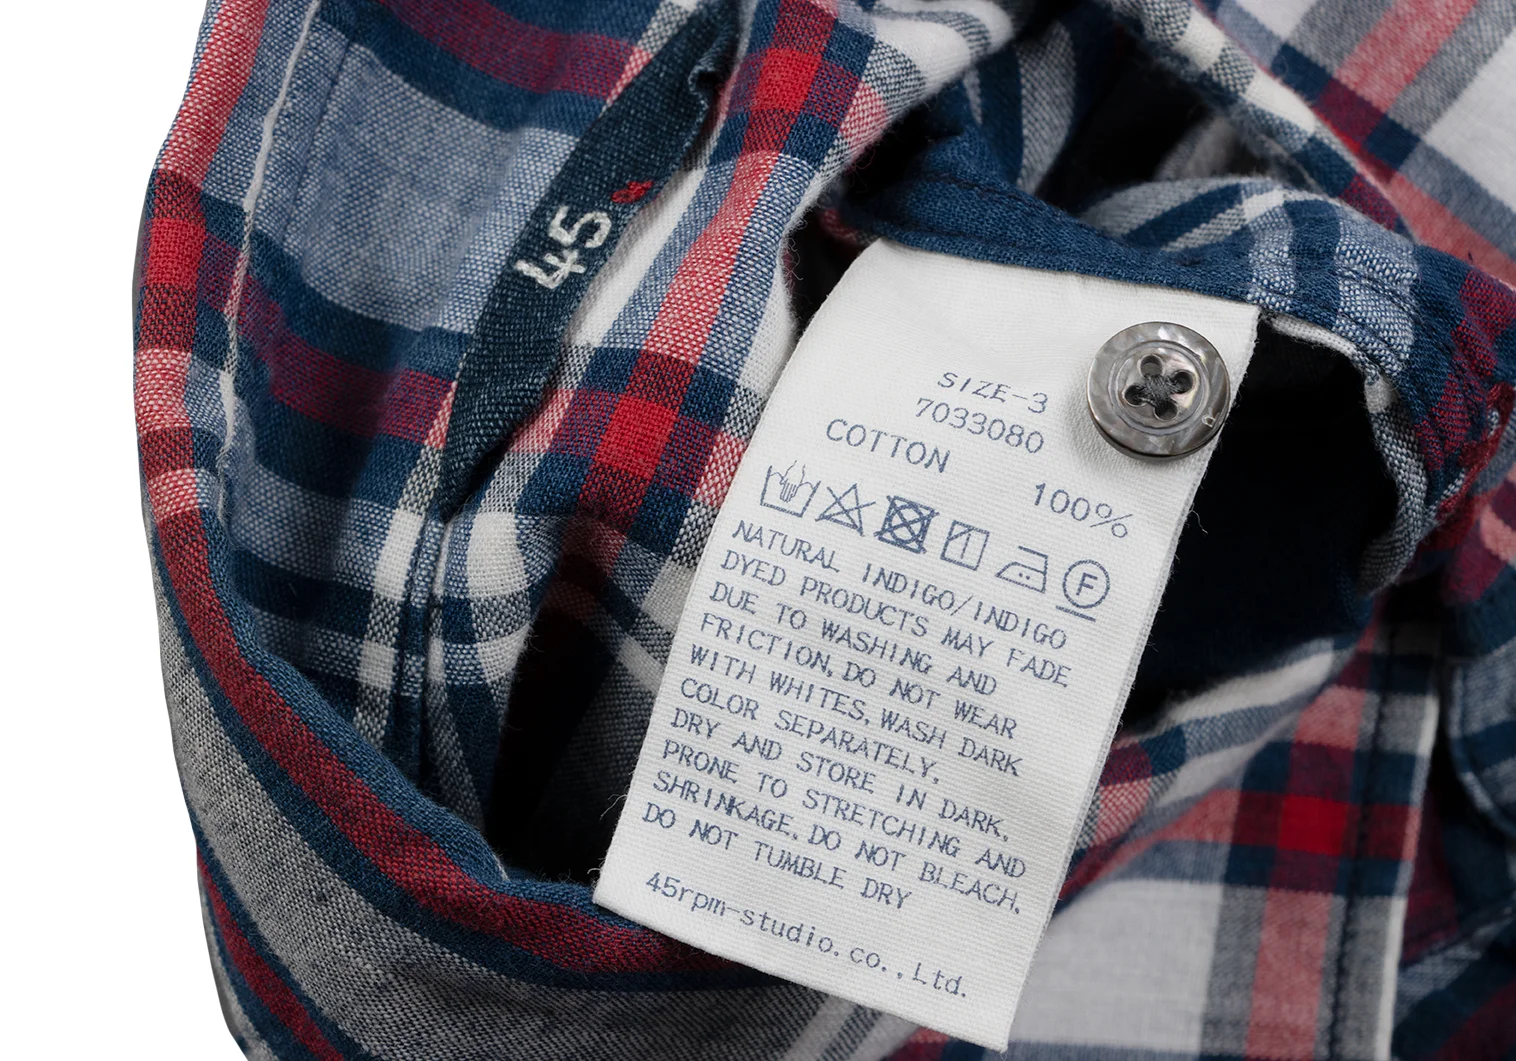 45
SIZE-3
7033080
COTTON
100%
F
NATURAL INDIGO/INDIGO
DYED PRODUCTS MAY FADE
DUE TO WASHING AND
FRICTION, DO NOT WEAR
WITH WHITES, WASH DARK
COLOR SEPARATELY,
DRY AND STORE IN DARK,
PRONE TO STRETCHING AND
SHRINKAGE, DO NOT BLEACH,
DO NOT TUMBLE DRY
45rpm-studio.co.,Ltd.